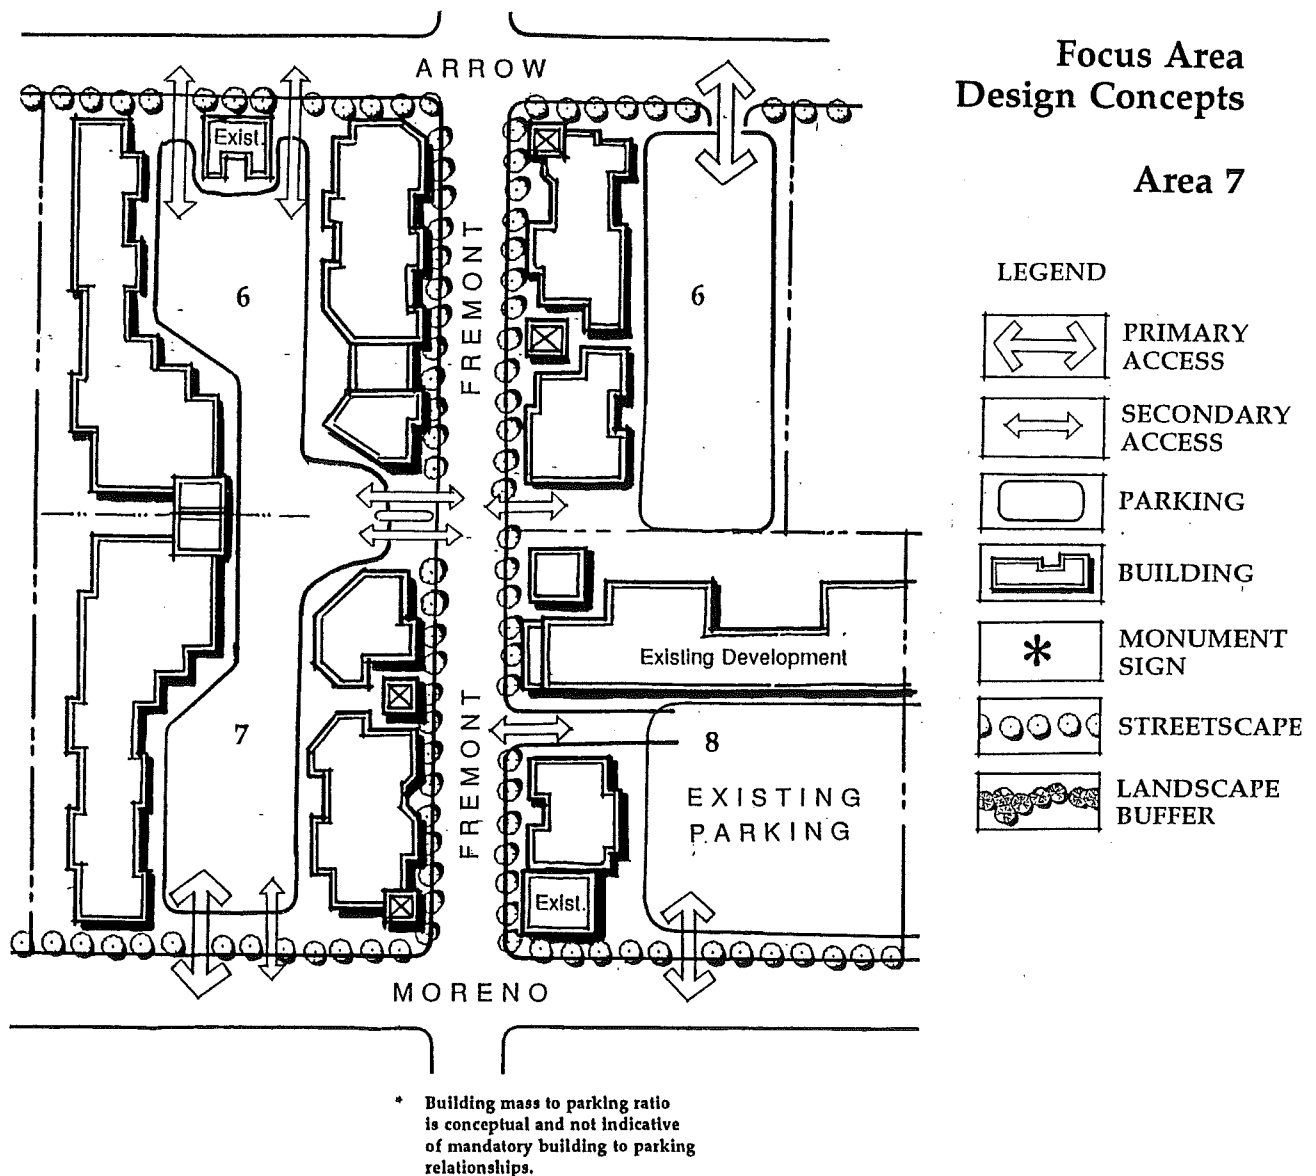 Focus Area
Design Concepts
Area 7
ARROW
Exist.
FREMONT
6
6
LEGEND
PRIMARY
ACCESS
SECONDARY
ACCESS
PARKING
BUILDING
MONUMENT
SIGN
STREETSCAPE
LANDSCAPE
BUFFER
Existing Development
FREMONT
7
8
EXISTING
PARKING
Exist.
MORENO
* Building mass to parking ratio
is conceptual and not indicative
of mandatory building to parking
relationships.